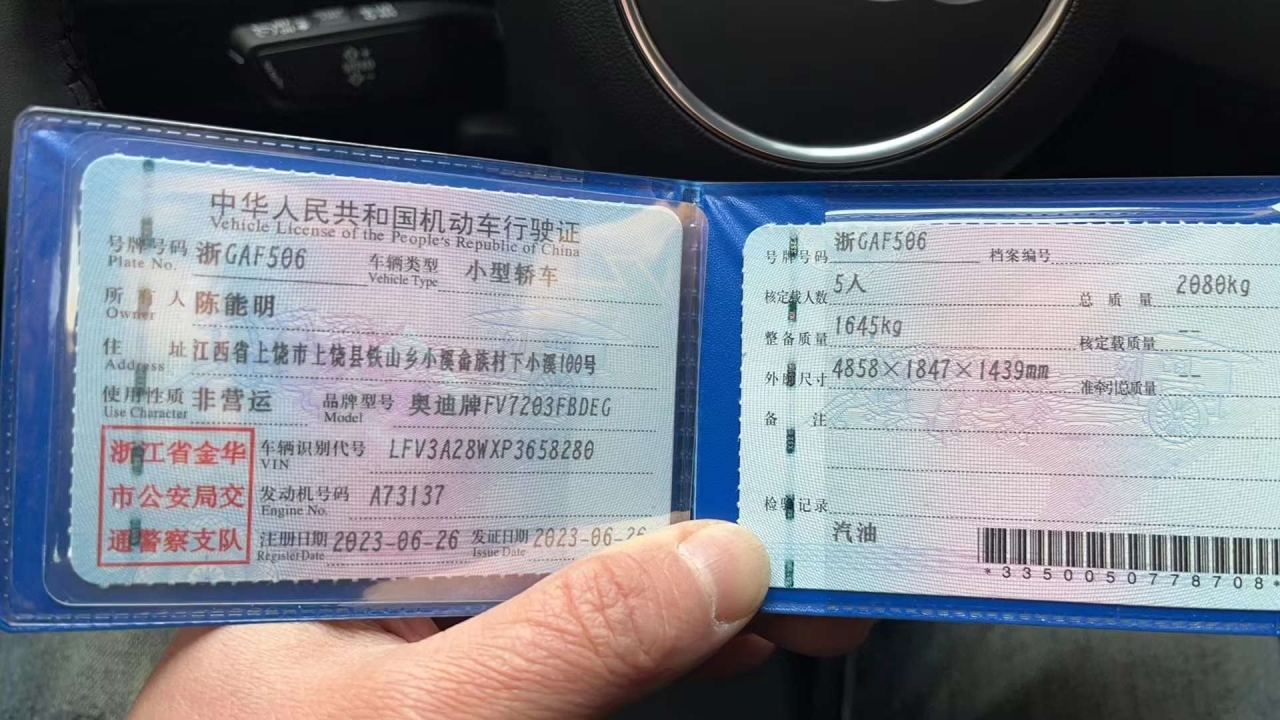 中华人民共和国机动车行驶证
Vehicle License of the People's Republic of China
号牌号码 浙GAF506 车辆类型 小型轿车
Plate No. Vehicle Type
所有人 陈能明
Owner
住址 江西省上饶市上饶县铁山乡小溪畲族村下小溪100号
Address
使用性质 非营运 品牌型号 奥迪牌FV7203FBDEG
Use Character Model
浙江省金华
市公安局交
通警察支队
车辆识别代号 LFV3A28WXP3658280
VIN
发动机号码 A73137
Engine No.
注册日期 2023-06-26 发证日期 2023-06-26
Register Date Issue Date
号牌号码 浙GAF506 档案编号
核定载人数 5人 总质量 2080kg
整备质量 1645kg 核定载质量 --
外廓尺寸 4858×1847×1439mm 准牵引总质量 --
备注
检验记录
汽油
*3350050778708*